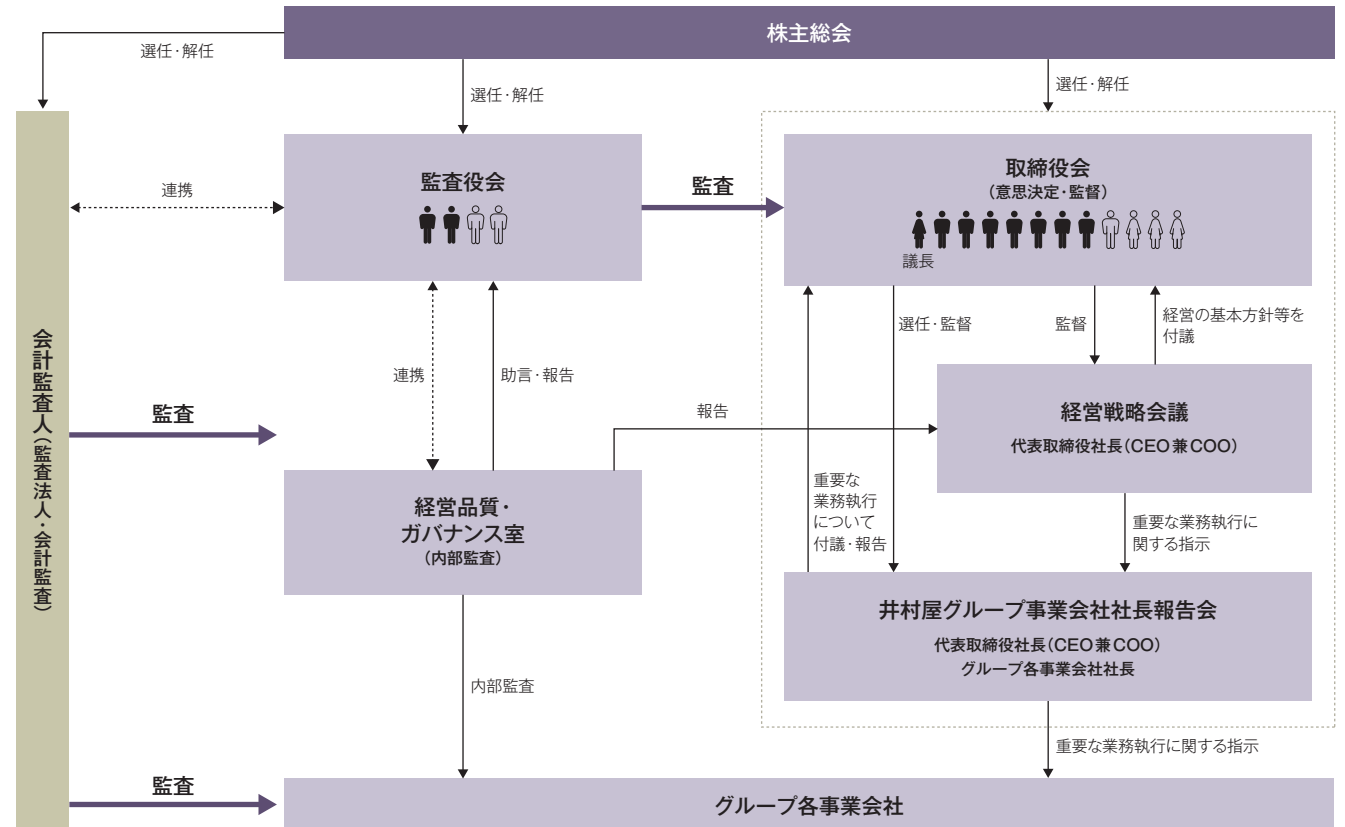 株主総会
選任・解任
選任・解任
選任・解任
会計監査人（監査法人・会計監査）
連携
監査役会
監査
取締役会
（意思決定・監督）
議長
選任・監督
監督
経営の基本方針等を
付議
連携
助言・報告
監査
報告
経営戦略会議
代表取締役社長（CEO兼COO）
経営品質・
ガバナンス室
（内部監査）
重要な
業務執行
について
付議・報告
重要な業務執行に
関する指示
井村屋グループ事業会社社長報告会
代表取締役社長（CEO兼COO）
グループ各事業会社社長
内部監査
重要な業務執行に関する指示
監査
グループ各事業会社